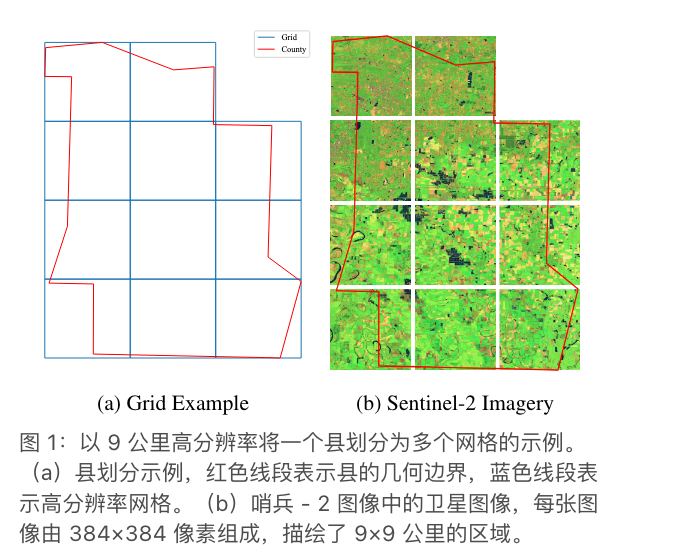 Grid
County
(a) Grid Example
(b) Sentinel-2 Imagery
图 1：以 9 公里高分辨率将一个县划分为多个网格的示例。
（a）县划分示例，红色线段表示县的几何边界，蓝色线段表
示高分辨率网格。（b）哨兵 - 2 图像中的卫星图像，每张图
像由 384×384 像素组成，描绘了 9×9 公里的区域。